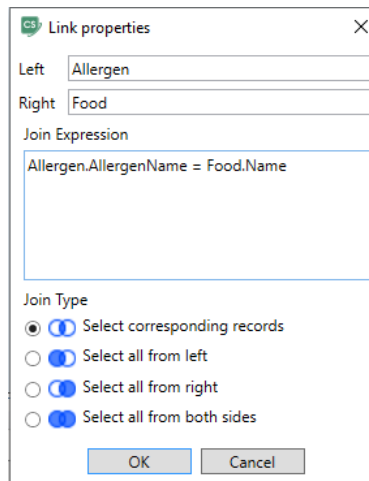 CS Link properties
Left Allergen
Right Food
Join Expression
Allergen.AllergenName = Food.Name
Join Type
Select corresponding records
Select all from left
Select all from right
Select all from both sides
OK Cancel